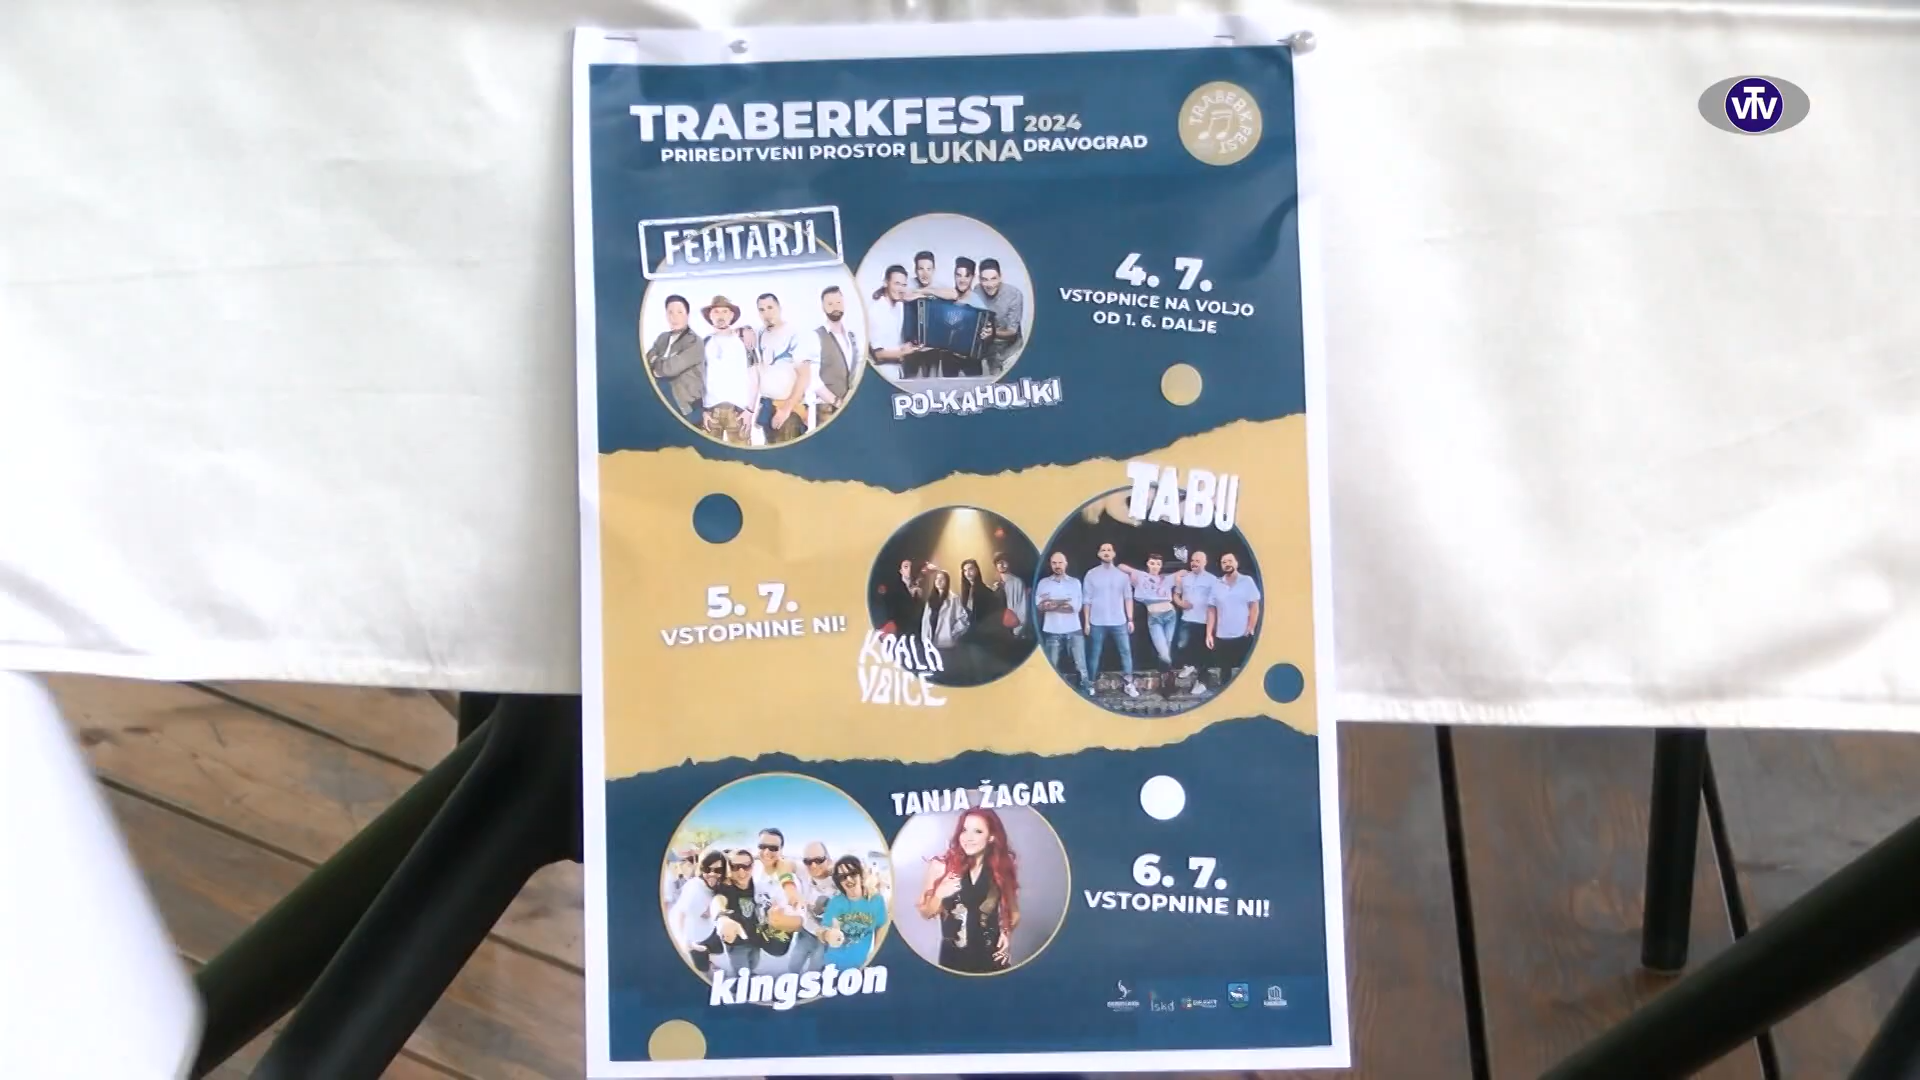 VTV
TRABERKFEST 2024
PRIREDITVENI PROSTOR LUKNA DRAVOGRAD
TRABERKFEST
FEHTARJI
POLKAHOLIKI
4. 7.
VSTOPNICE NA VOLJO
OD 1. 6. DALJE
TABU
5. 7.
VSTOPNINE NI!
KOALA
VOICE
TANJA ŽAGAR
kingston
6. 7.
VSTOPNINE NI!